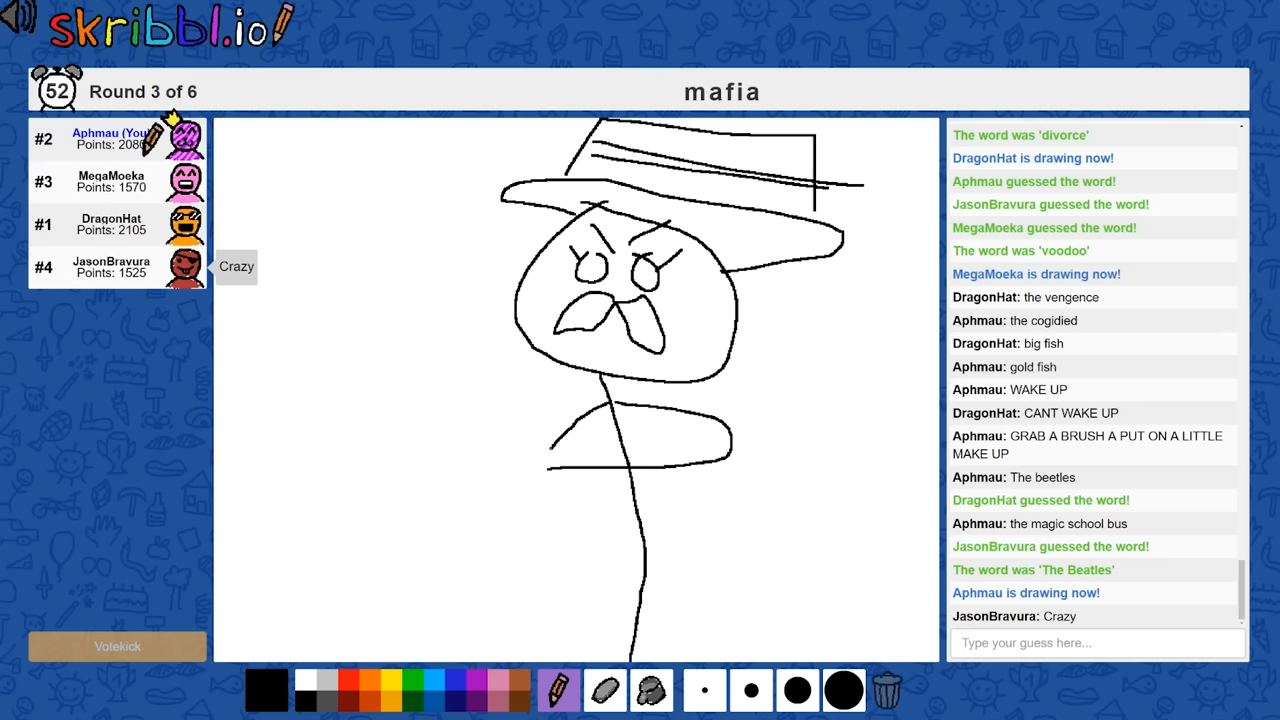 skribbl.io
52
Round 3 of 6
mafia
#2
Aphmau (You)
Points: 2080
#3
MegaMoeka
Points: 1570
#1
DragonHat
Points: 2105
#4
JasonBravura
Points: 1525
Crazy
Votekick
The word was 'divorce'
DragonHat is drawing now!
Aphmau guessed the word!
JasonBravura guessed the word!
MegaMoeka guessed the word!
The word was 'voodoo'
MegaMoeka is drawing now!
DragonHat: the vengence
Aphmau: the cogidied
DragonHat: big fish
Aphmau: gold fish
Aphmau: WAKE UP
DragonHat: CANT WAKE UP
Aphmau: GRAB A BRUSH A PUT ON A LITTLE
MAKE UP
Aphmau: The beetles
DragonHat guessed the word!
Aphmau: the magic school bus
JasonBravura guessed the word!
The word was 'The Beatles'
Aphmau is drawing now!
JasonBravura: Crazy
Type your guess here...